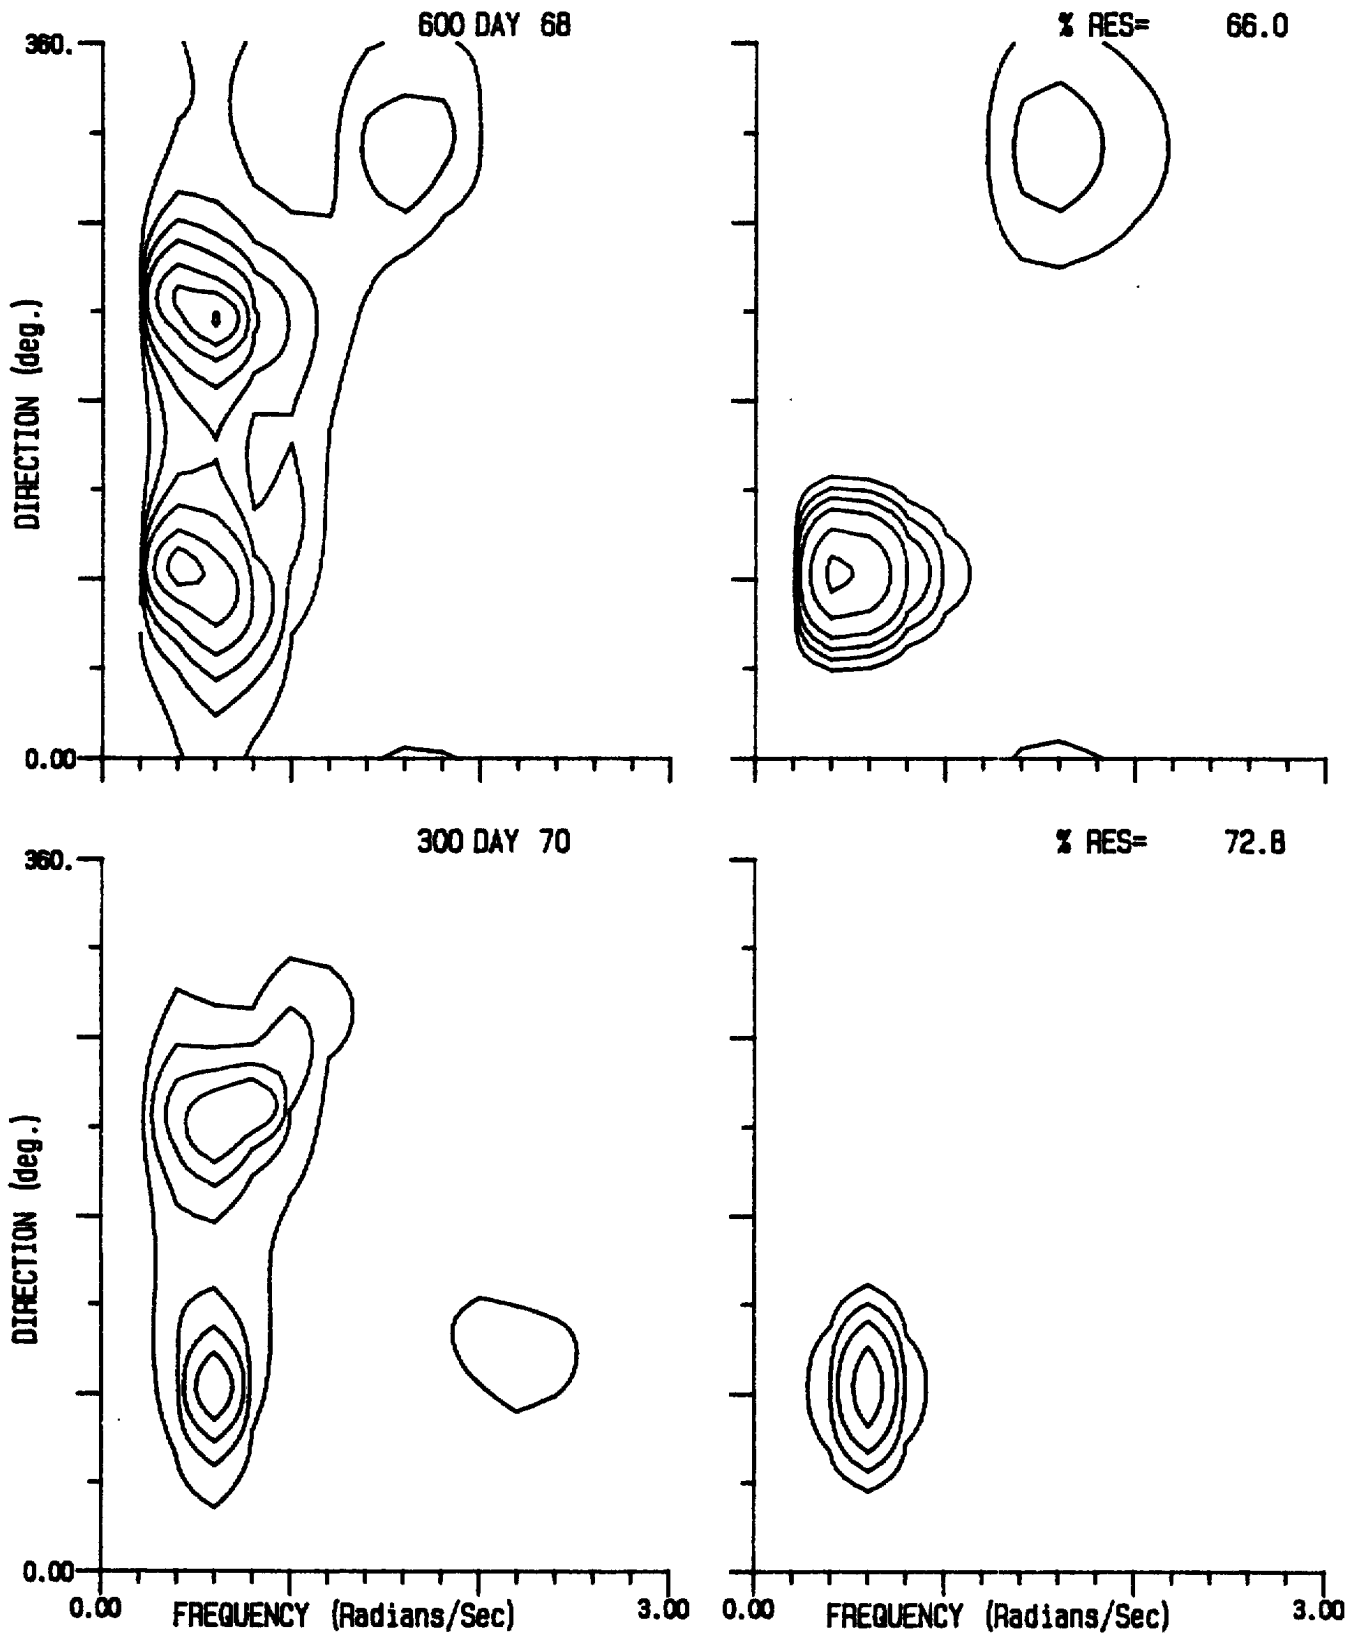 600 DAY 68
% RES= 66.0
360.
DIRECTION (deg.)
0.00
300 DAY 70
% RES= 72.8
360.
DIRECTION (deg.)
0.00
0.00 FREQUENCY (Radians/Sec) 3.00
0.00 FREQUENCY (Radians/Sec) 3.00